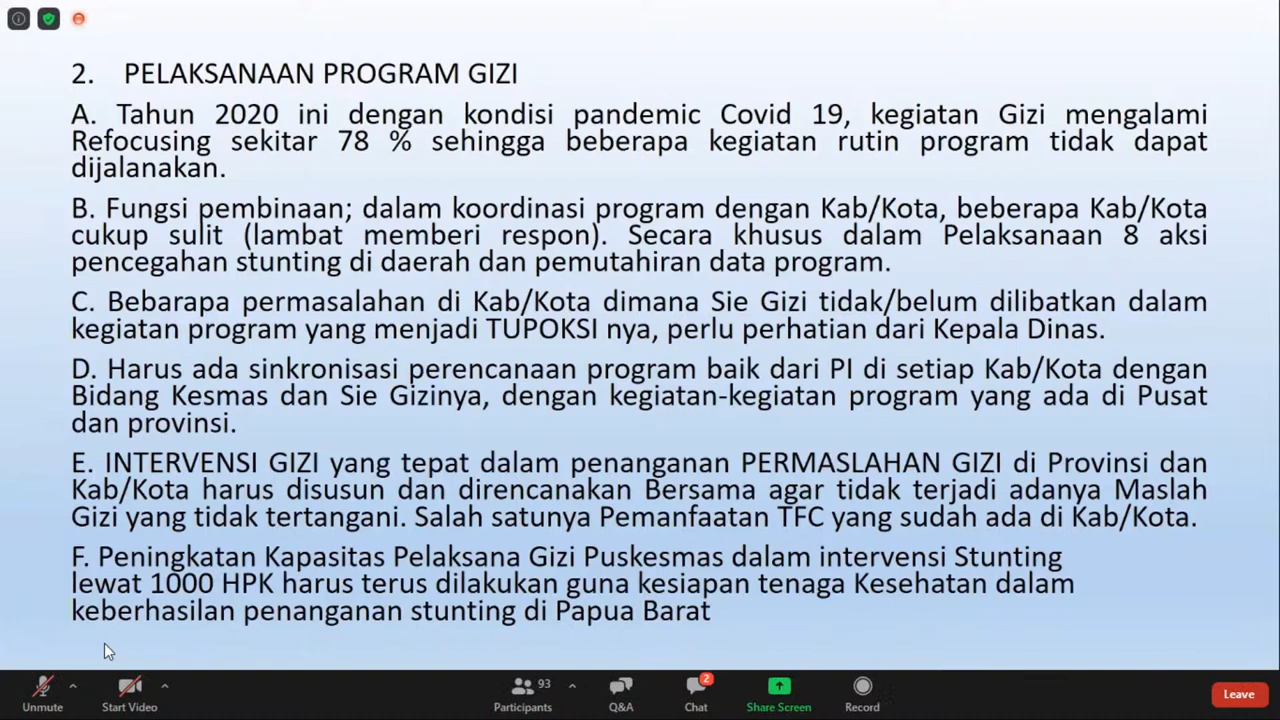 2. PELAKSANAAN PROGRAM GIZI
A. Tahun 2020 ini dengan kondisi pandemic Covid 19, kegiatan Gizi mengalami
Refocusing sekitar 78 % sehingga beberapa kegiatan rutin program tidak dapat
dijalanakan.
B. Fungsi pembinaan; dalam koordinasi program dengan Kab/Kota, beberapa Kab/Kota
cukup sulit (lambat memberi respon). Secara khusus dalam Pelaksanaan 8 aksi
pencegahan stunting di daerah dan pemutahiran data program.
C. Bebarapa permasalahan di Kab/Kota dimana Sie Gizi tidak/belum dilibatkan dalam
kegiatan program yang menjadi TUPOKSI nya, perlu perhatian dari Kepala Dinas.
D. Harus ada sinkronisasi perencanaan program baik dari PI di setiap Kab/Kota dengan
Bidang Kesmas dan Sie Gizinya, dengan kegiatan-kegiatan program yang ada di Pusat
dan provinsi.
E. INTERVENSI GIZI yang tepat dalam penanganan PERMASLAHAN GIZI di Provinsi dan
Kab/Kota harus disusun dan direncanakan Bersama agar tidak terjadi adanya Maslah
Gizi yang tidak tertangani. Salah satunya Pemanfaatan TFC yang sudah ada di Kab/Kota.
F. Peningkatan Kapasitas Pelaksana Gizi Puskesmas dalam intervensi Stunting
lewat 1000 HPK harus terus dilakukan guna kesiapan tenaga Kesehatan dalam
keberhasilan penanganan stunting di Papua Barat
93
2
Unmute
Start Video
Participants
Q&A
Chat
Share Screen
Record
Leave